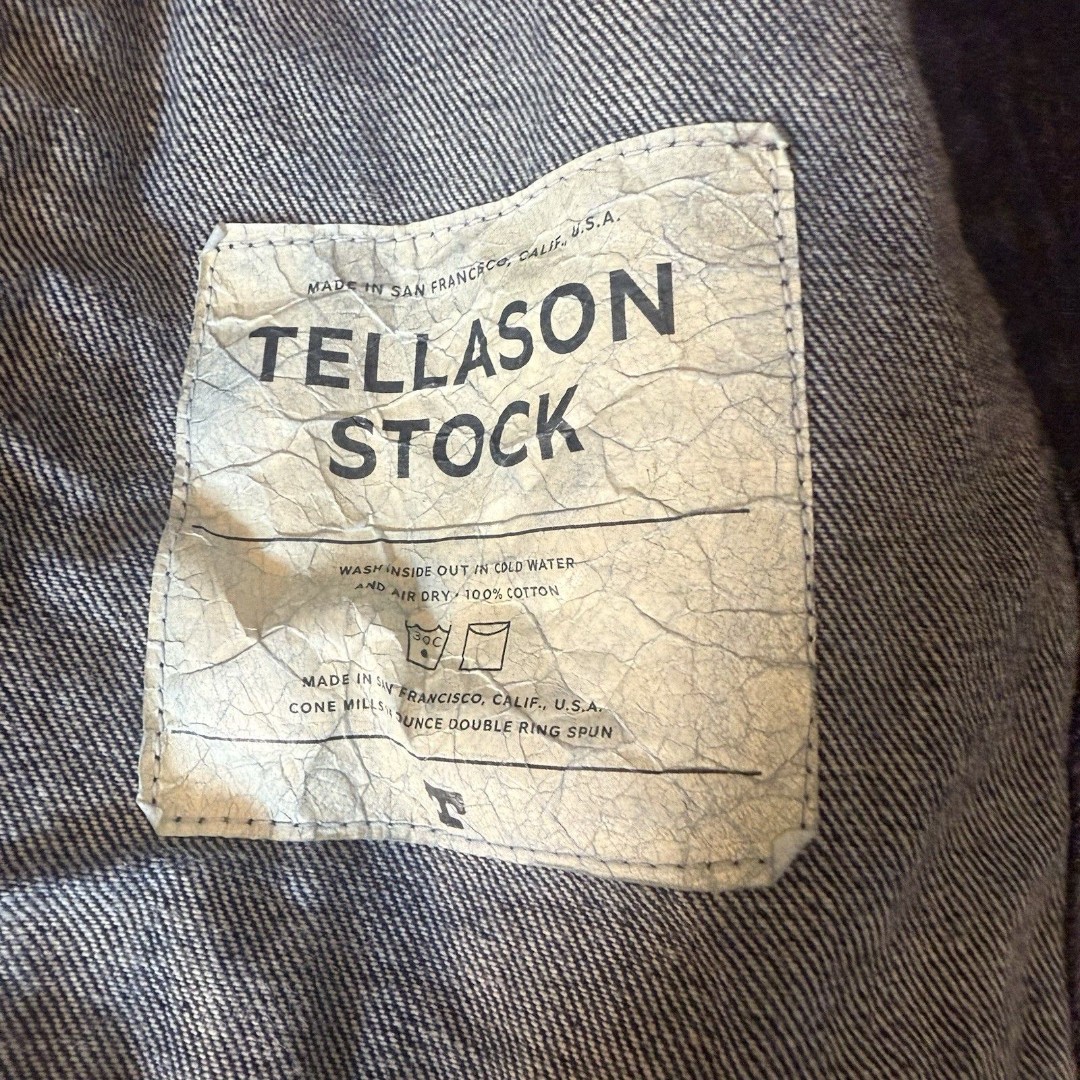 MADE IN SAN FRANCISCO, CALIF., U.S.A.
TELLASON
STOCK
WASH INSIDE OUT IN COLD WATER
AND AIR DRY · 100% COTTON
30C
MADE IN SAN FRANCISCO, CALIF., U.S.A.
CONE MILLS OUNCE DOUBLE RING SPUN
T